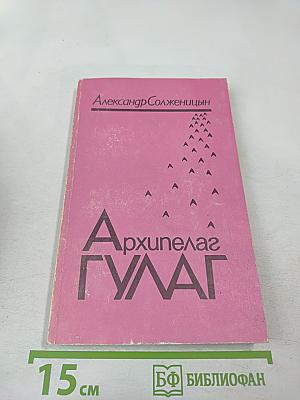 Александр Солженицын
Архипелаг
ГУЛАГ
15 см
БФ БИБЛИОФАН